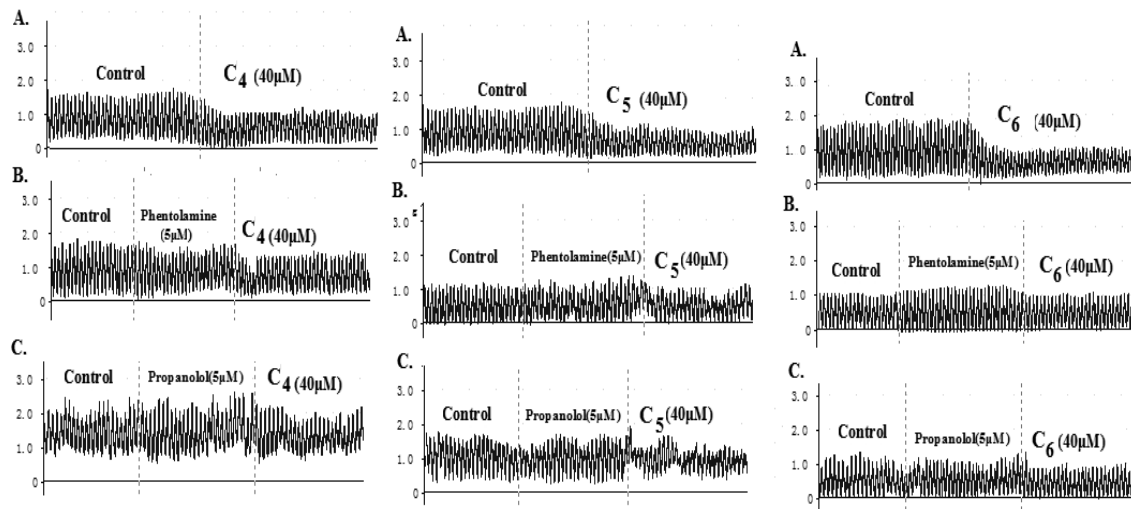 A.
3.0
2.0
1.0
0
Control
C4 (40µM)
B.
3.0
2.0
1.0
0
Control
Phentolamine
(5µM)
C4 (40µM)
C.
3.0
2.0
1.0
0
Control
Propanolol(5µM)
C4 (40µM)
A.
3.0
2.0
1.0
0
Control
C5 (40µM)
B.
3.0
2.0
1.0
0
Control
Phentolamine(5µM)
C5 (40µM)
C.
3.0
2.0
1.0
0
Control
Propanolol(5µM)
C5 (40µM)
A.
3.0
2.0
1.0
0
Control
C6 (40µM)
B.
3.0
2.0
1.0
0
Control
Phentolamine(5µM)
C6 (40µM)
C.
3.0
2.0
1.0
0
Control
Propanolol(5µM)
C6 (40µM)